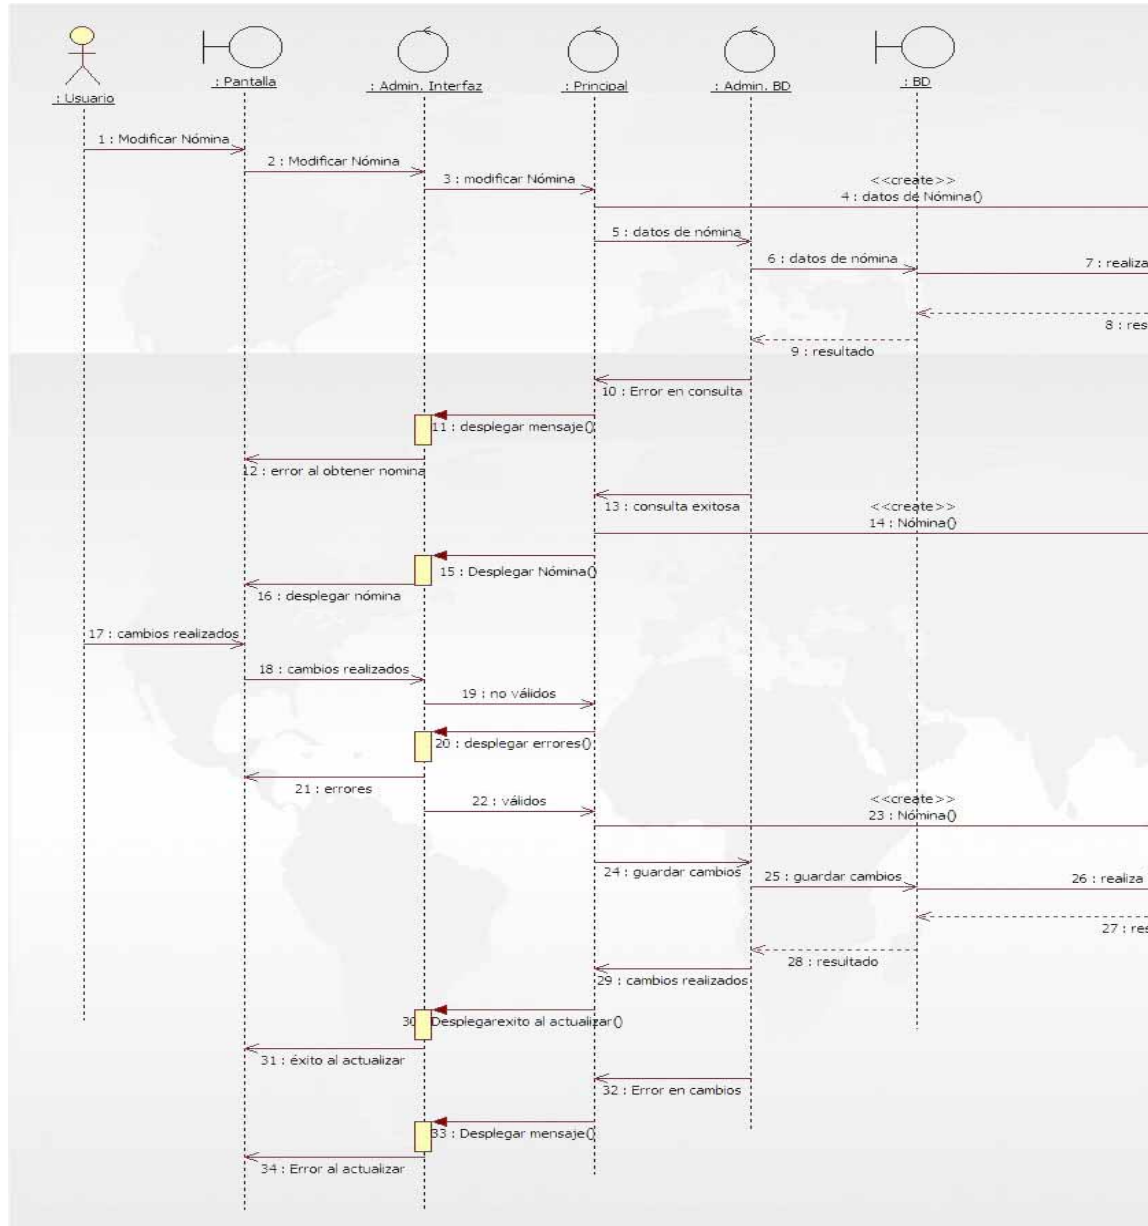 : Usuario
: Pantalla
: Admin. Interfaz
: Principal
: Admin. BD
: BD
1 : Modificar Nómina
2 : Modificar Nómina
3 : modificar Nómina
<<create>>
4 : datos de Nómina()
5 : datos de nómina
6 : datos de nómina
7 : realiza
8 : res
9 : resultado
10 : Error en consulta
11 : desplegar mensaje()
12 : error al obtener nomina
13 : consulta exitosa
<<create>>
14 : Nómina()
15 : Desplegar Nómina()
16 : desplegar nómina
17 : cambios realizados
18 : cambios realizados
19 : no válidos
20 : desplegar errores()
21 : errores
22 : válidos
<<create>>
23 : Nómina()
24 : guardar cambios
25 : guardar cambios
26 : realiza
27 : res
28 : resultado
29 : cambios realizados
30 : Desplegarexito al actualizar()
31 : éxito al actualizar
32 : Error en cambios
33 : Desplegar mensaje()
34 : Error al actualizar